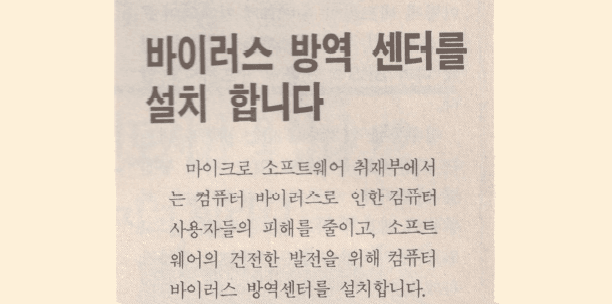 바이러스 방역 센터를
설치 합니다
마이크로 소프트웨어 취재부에서
는 컴퓨터 바이러스로 인한 김퓨터
사용자들의 피해를 줄이고, 소프트
웨어의 건전한 발전을 위해 컴퓨터
바이러스 방역센터를 설치합니다.